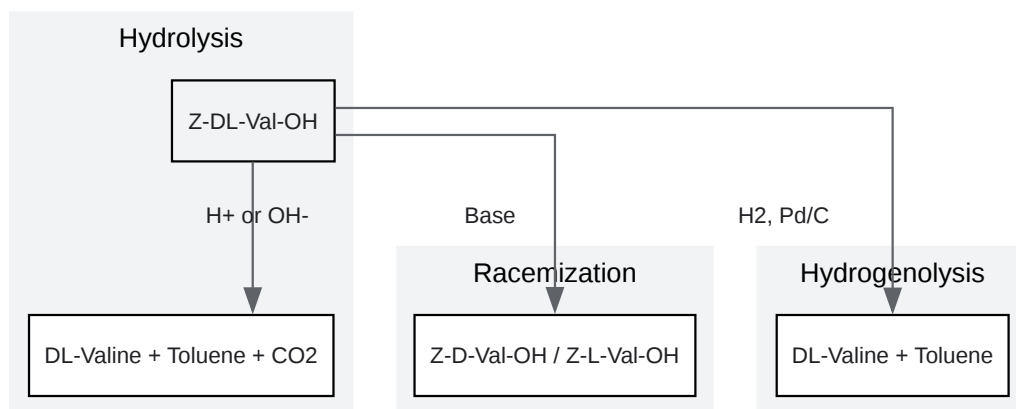 Hydrolysis
Z-DL-Val-OH
H+ or OH-
Base
H2, Pd/C
Racemization
Hydrogenolysis
DL-Valine + Toluene + CO2
Z-D-Val-OH / Z-L-Val-OH
DL-Valine + Toluene